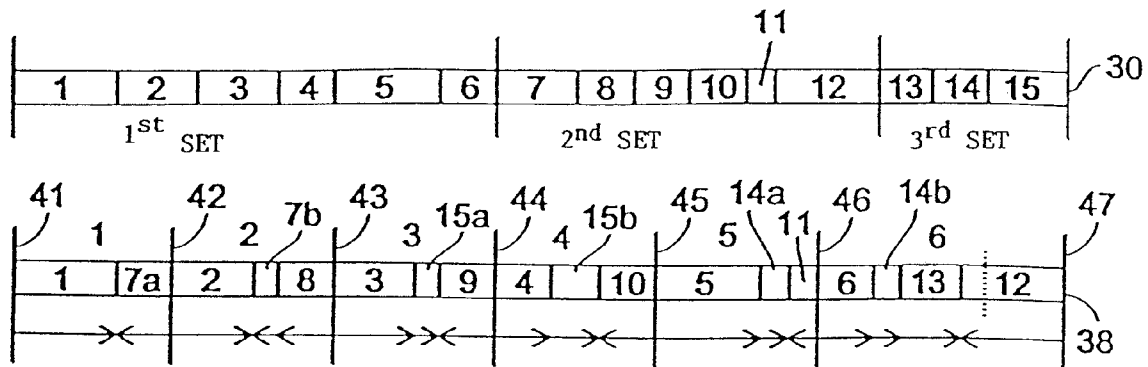 11
1 2 3 4 5 6 7 8 9 10 12 13 14 15 30
1st SET 2nd SET 3rd SET
41 42 7b 43 15a 44 15b 45 14a 46 14b 47
1 2 3 4 5 11 6
1 7a 2 8 3 9 4 10 5 6 13 12
38